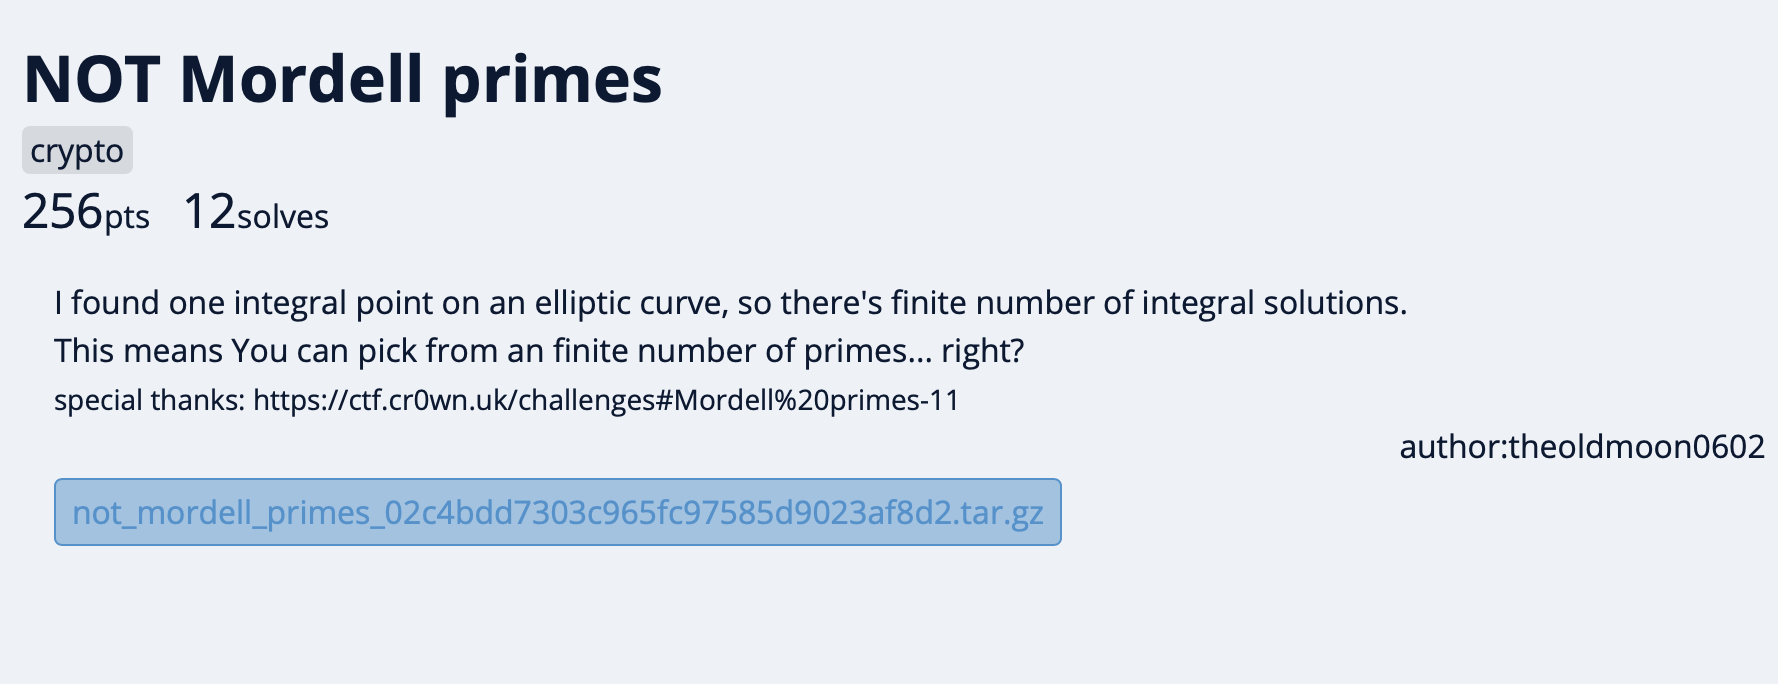 NOT Mordell primes
crypto
256pts 12solves
I found one integral point on an elliptic curve, so there's finite number of integral solutions.
This means You can pick from an finite number of primes... right?
special thanks: https://ctf.cr0wn.uk/challenges#Mordell%20primes-11
author:theoldmoon0602
not_mordell_primes_02c4bdd7303c965fc97585d9023af8d2.tar.gz